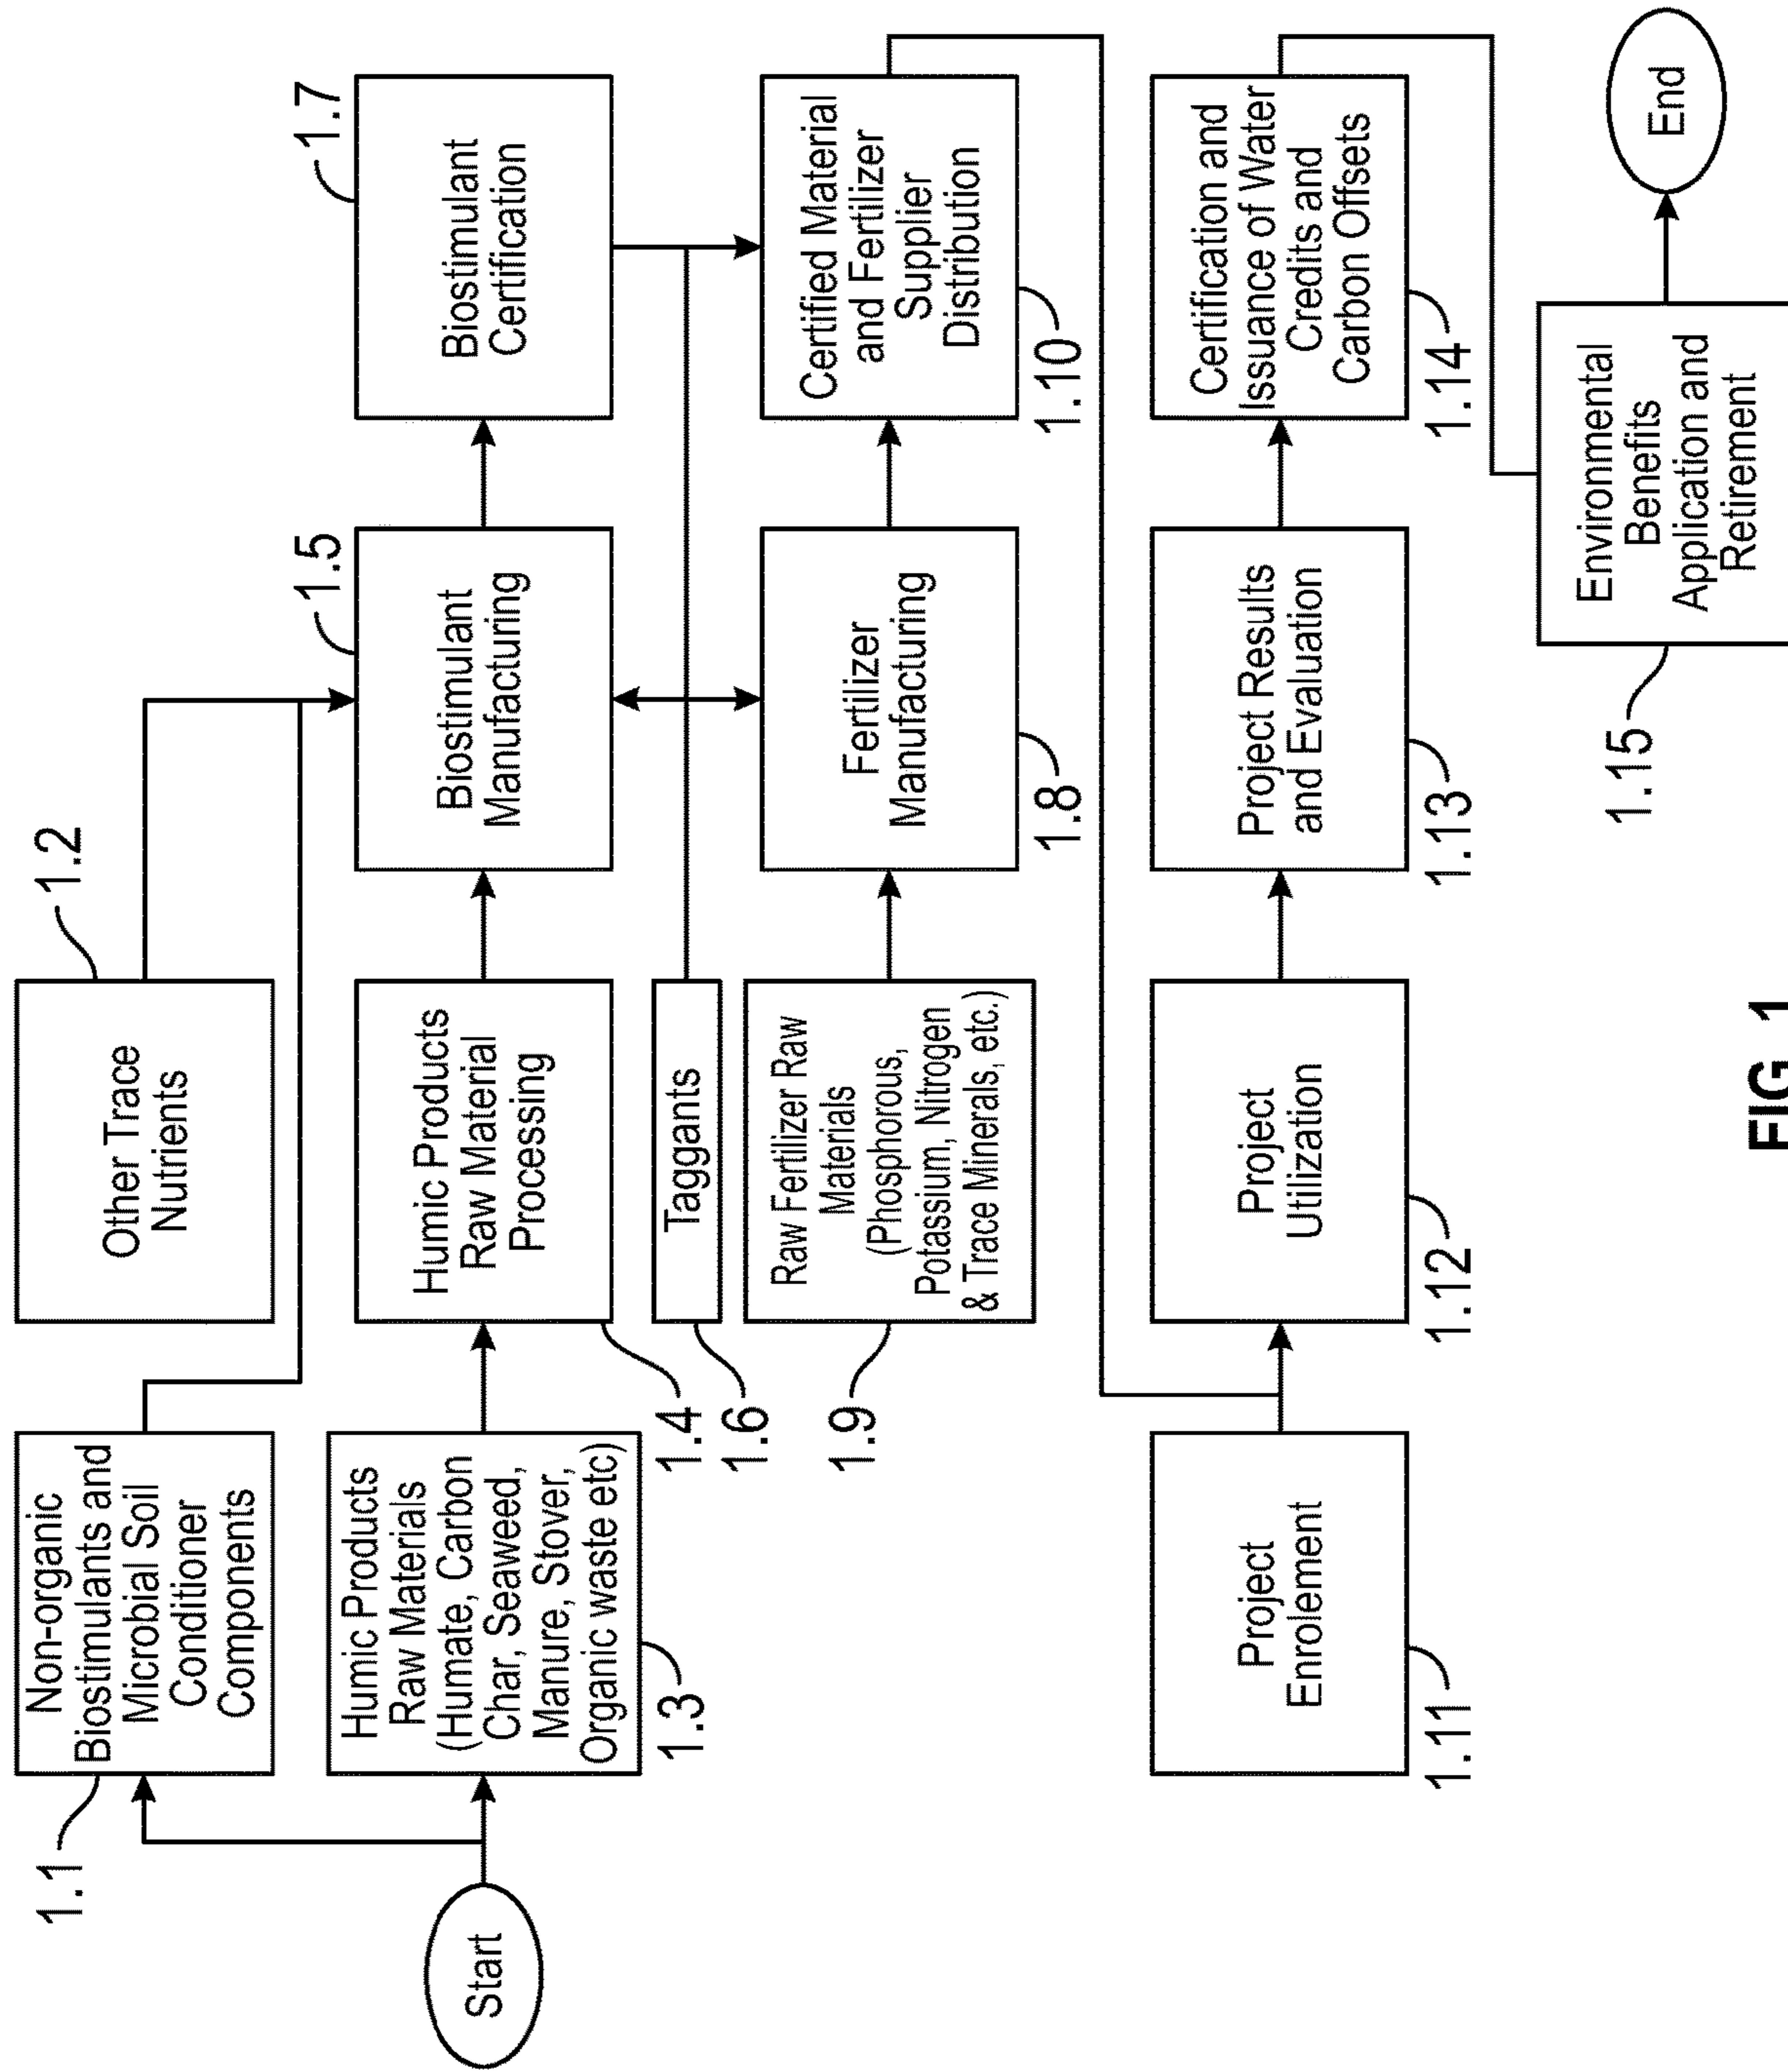 Start
1.1
Non-organic
Biostimulants and
Microbial Soil
Conditioner
Components
Other Trace
Nutrients
1.2
Humic Products
Raw Materials
(Humate, Carbon
Char, Seaweed,
Manure, Stover,
Organic waste etc)
1.3
Humic Products
Raw Material
Processing
1.4
Biostimulant
Manufacturing
1.5
Biostimulant
Certification
1.7
Taggants
1.6
Raw Fertilizer Raw
Materials
(Phosphorous,
Potassium, Nitrogen
& Trace Minerals, etc.)
1.9
Fertilizer
Manufacturing
1.8
Certified Material
and Fertilizer
Supplier
Distribution
1.10
Project
Enrolement
1.11
Project
Utilization
1.12
Project Results
and Evaluation
1.13
Certification and
Issuance of Water
Credits and
Carbon Offsets
1.14
Environmental
Benefits
Application and
Retirement
1.15
End
FIG. 1